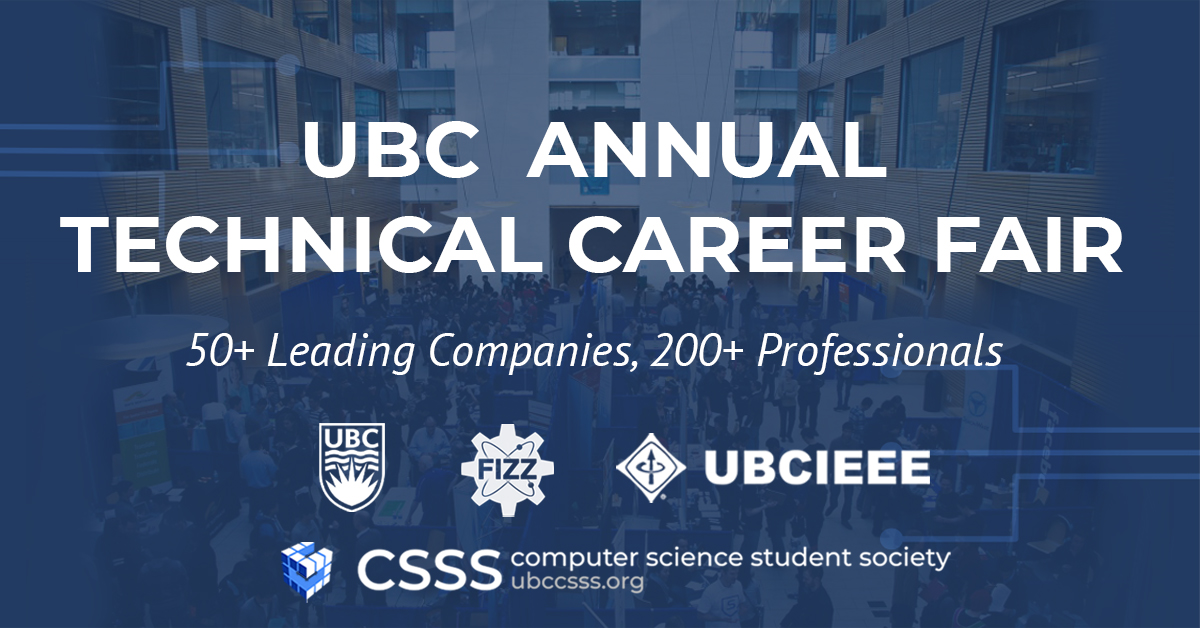 UBC ANNUAL
TECHNICAL CAREER FAIR
50+ Leading Companies, 200+ Professionals
UBC
FIZZ
UBCIEEE
CSSS computer science student society
ubccsss.org